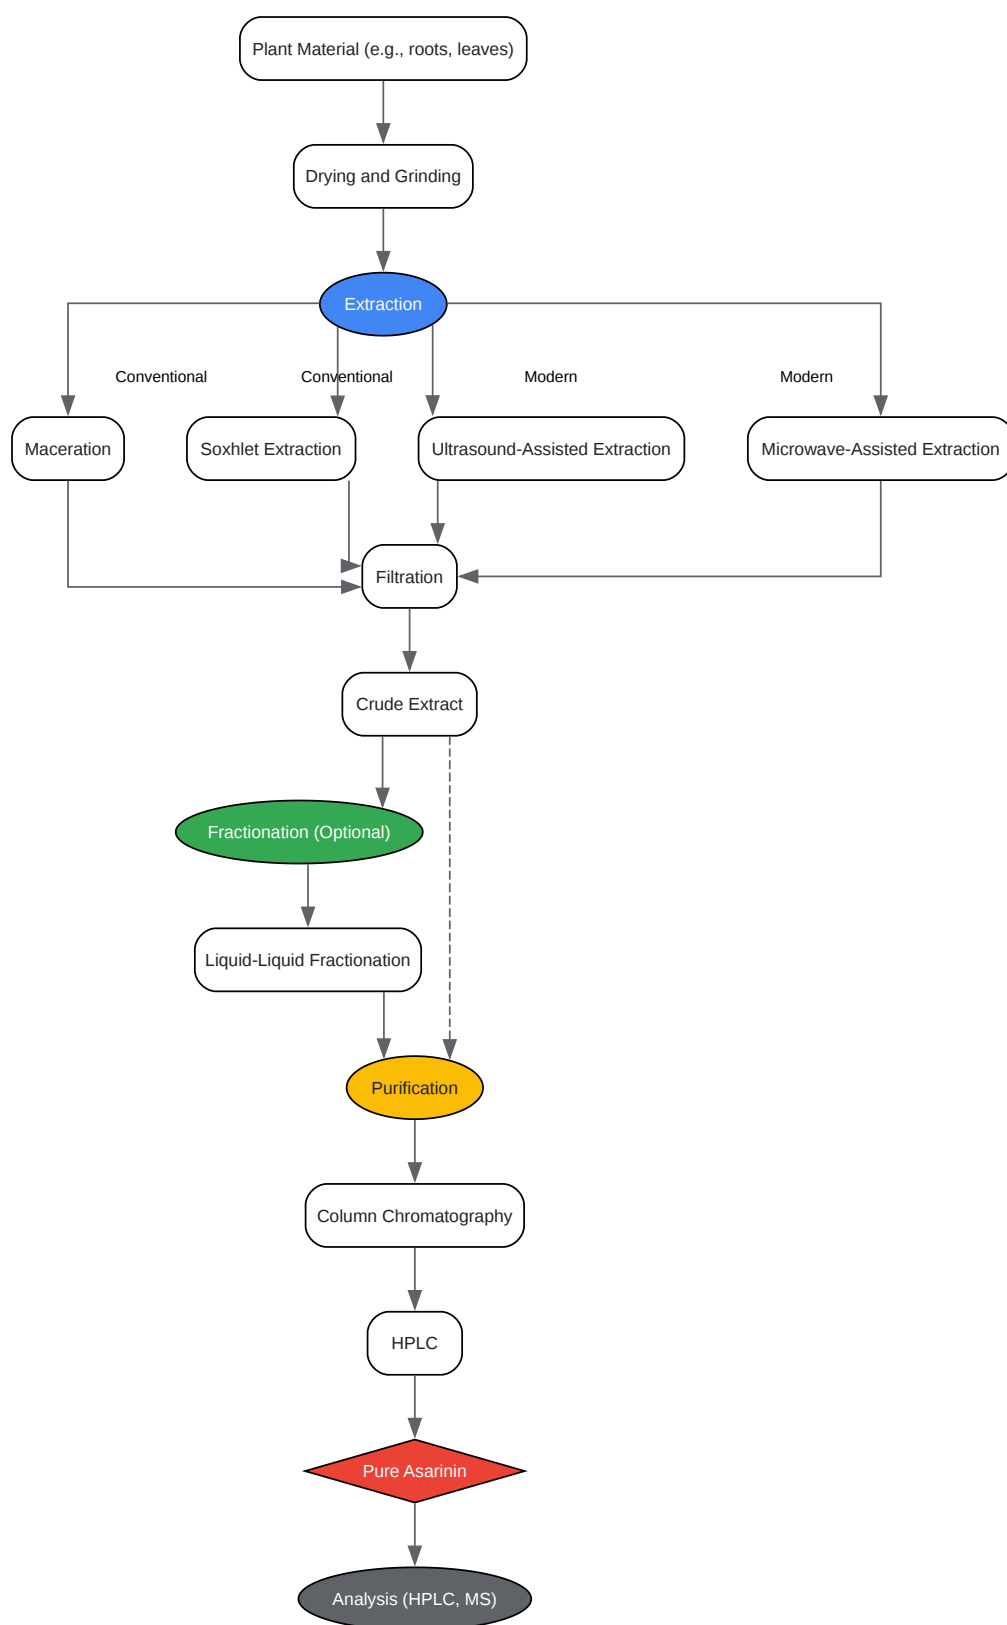 Plant Material (e.g., roots, leaves)
Drying and Grinding
Extraction
Conventional
Conventional
Modern
Modern
Maceration
Soxhlet Extraction
Ultrasound-Assisted Extraction
Microwave-Assisted Extraction
Filtration
Crude Extract
Fractionation (Optional)
Liquid-Liquid Fractionation
Purification
Column Chromatography
HPLC
Pure Asarinin
Analysis (HPLC, MS)